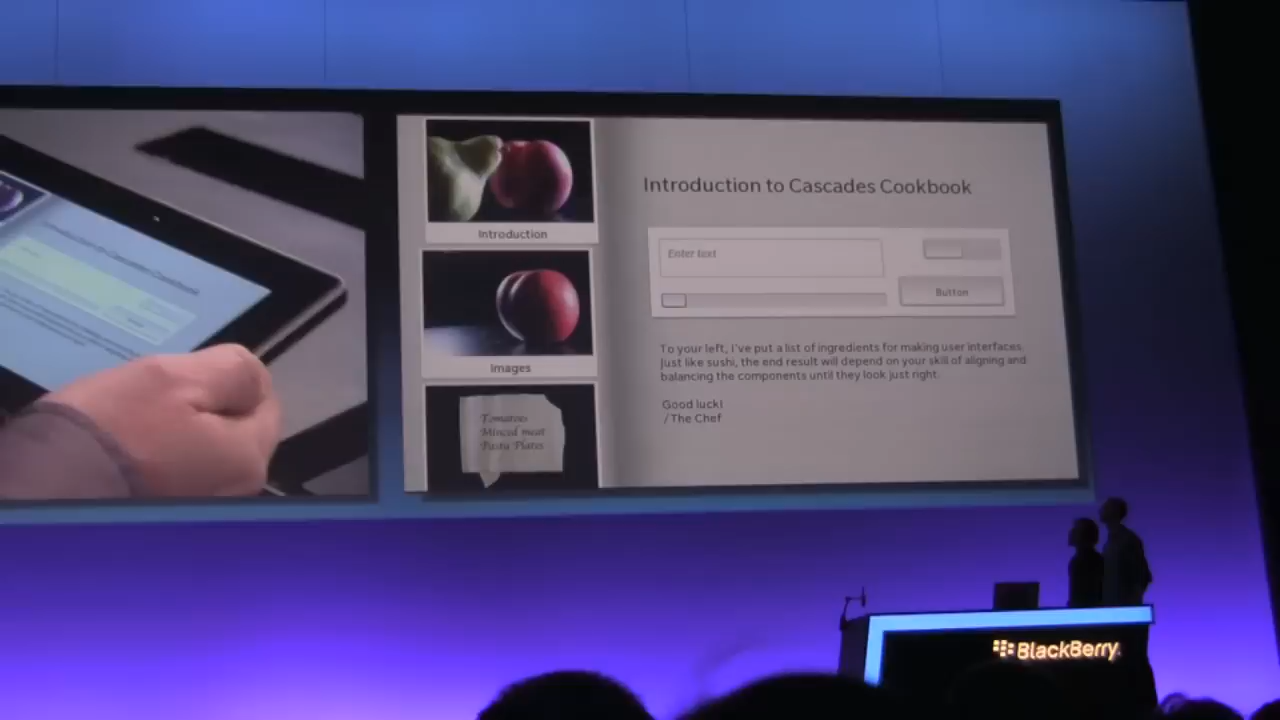 Introduction
Images
Tomatoes
Minced meat
Pasta Plates
Introduction to Cascades Cookbook
Enter text
Button
To your left, I've put a list of ingredients for making user interfaces.
Just like sushi, the end result will depend on your skill of aligning and
balancing the components until they look just right.
Good luck!
/The Chef
BlackBerry